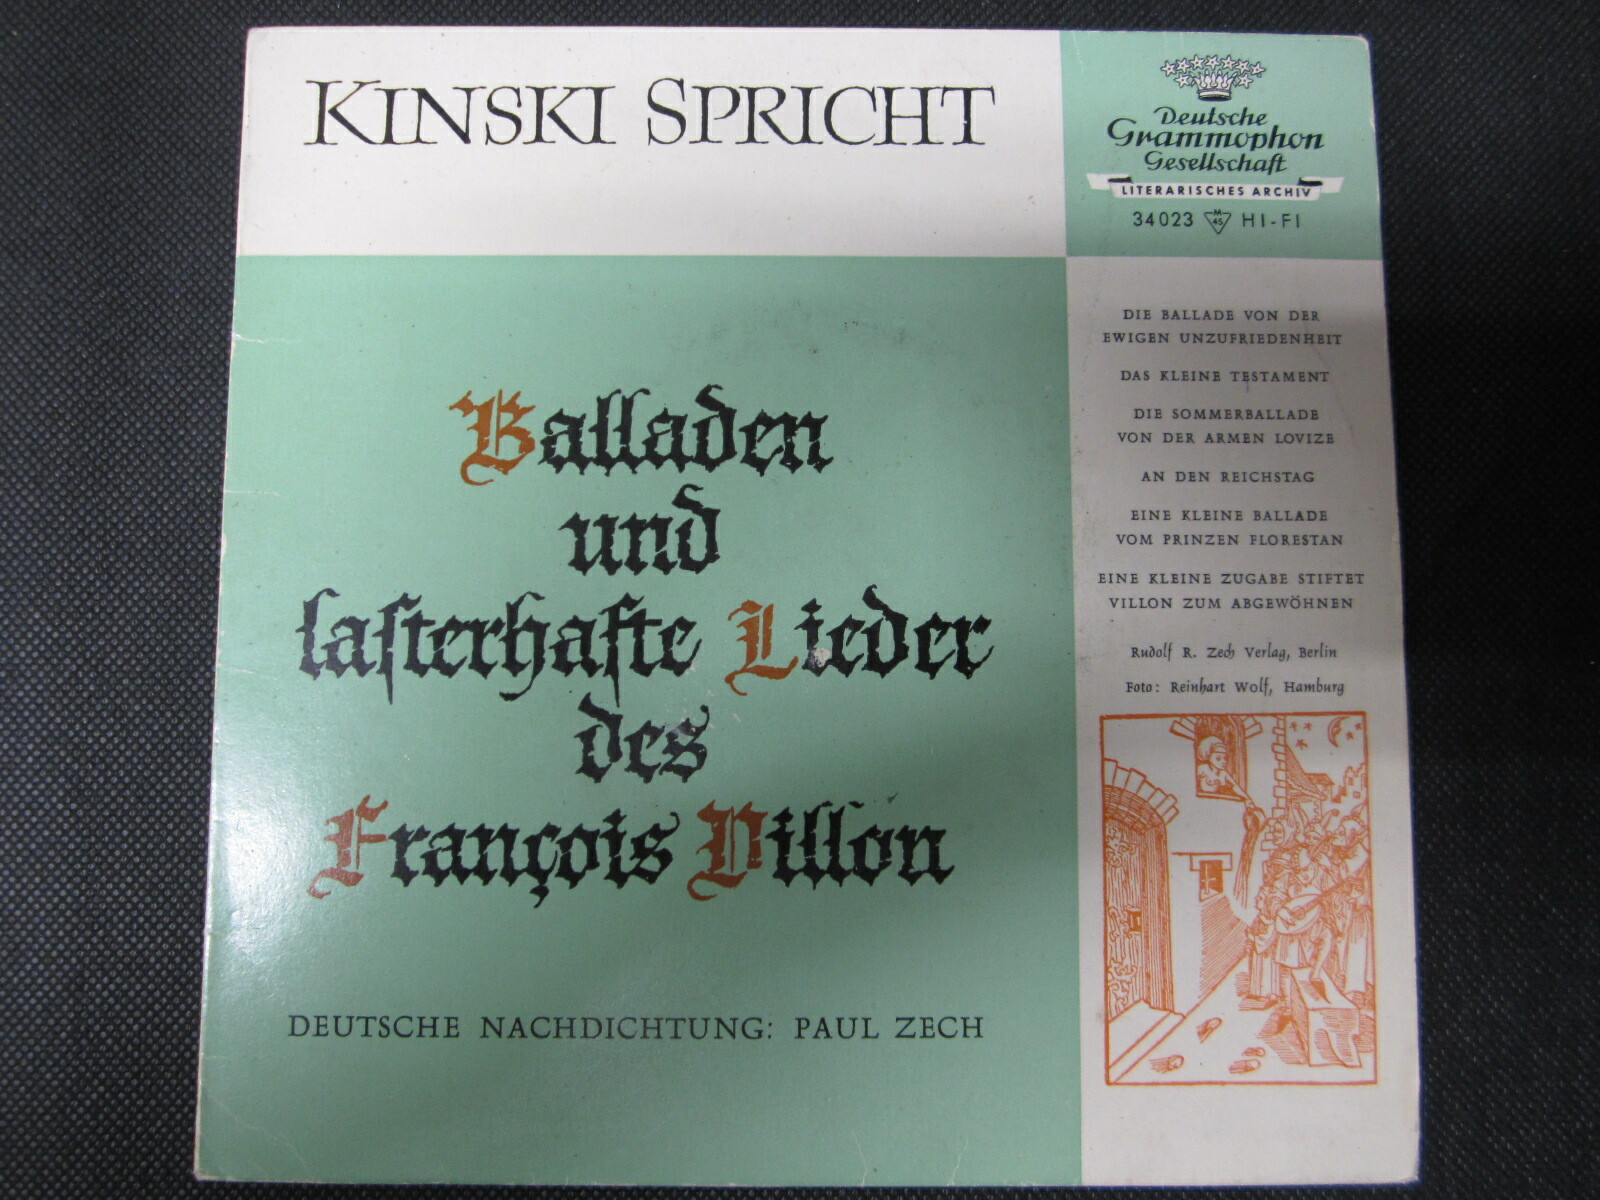 KINSKI SPRICHT
Deutsche
Grammophon
Gesellschaft
LITERARISCHES ARCHIV
34023 M 45 HI-FI
Balladen
und
lasterhafte Lieder
des
François Villon
DEUTSCHE NACHDICHTUNG: PAUL ZECH
DIE BALLADE VON DER
EWIGEN UNZUFRIEDENHEIT
DAS KLEINE TESTAMENT
DIE SOMMERBALLADE
VON DER ARMEN LOVIZE
AN DEN REICHSTAG
EINE KLEINE BALLADE
VOM PRINZEN FLORESTAN
EINE KLEINE ZUGABE STIFTET
VILLON ZUM ABGEWÖHNEN
Rudolf R. Zech Verlag, Berlin
Foto: Reinhart Wolf, Hamburg